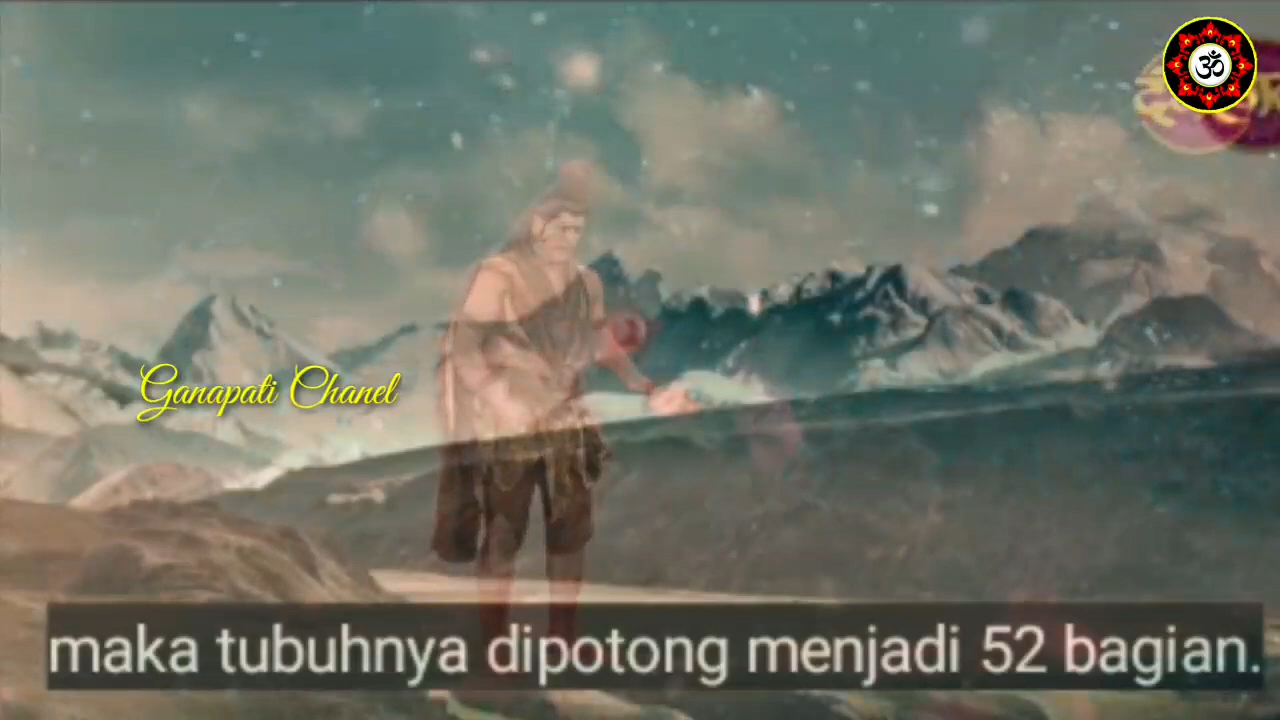 ॐ
Ganapati Chanel
maka tubuhnya dipotong menjadi 52 bagian.